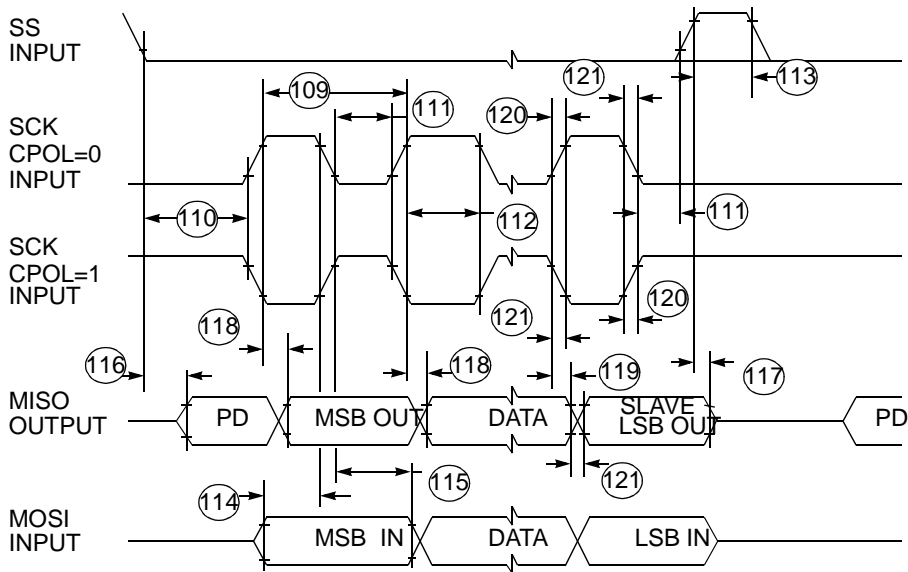 SS
INPUT
121
113
109
111
120
SCK
CPOL=0
INPUT
110
112
111
SCK
CPOL=1
INPUT
118
121
120
116
118
119
117
MISO
OUTPUT
PD
MSB OUT
DATA
SLAVE
LSB OUT
PD
121
114
115
MOSI
INPUT
MSB IN
DATA
LSB IN